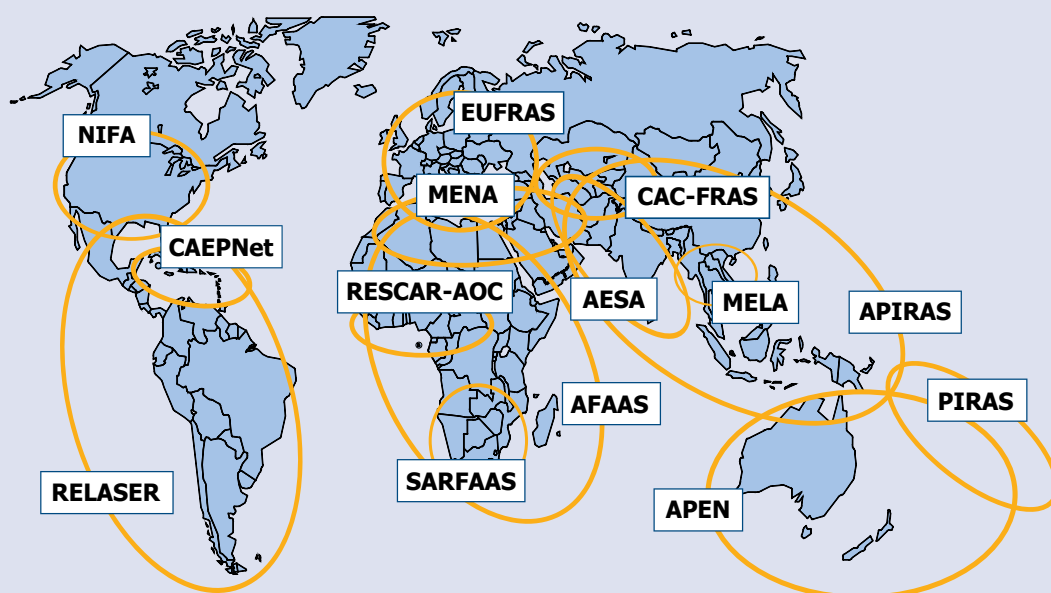 EUFRAS
NIFA
MENA
CAC-FRAS
CAEPNet
RESCAR-AOC
AESA
MELA
APIRAS
AFAAS
PIRAS
SARFAAS
RELASER
APEN